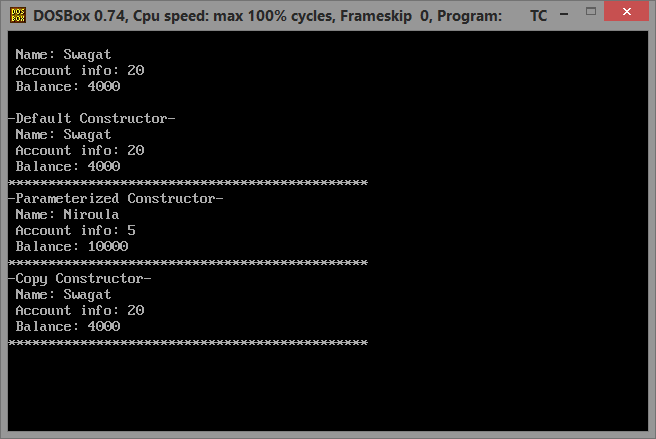 DOS
BOX
DOSBox 0.74, Cpu speed: max 100% cycles, Frameskip 0, Program: TC
Name: Swagat
Account info: 20
Balance: 4000
-Default Constructor-
Name: Swagat
Account info: 20
Balance: 4000
*********************************************
-Parameterized Constructor-
Name: Niroula
Account info: 5
Balance: 10000
*********************************************
-Copy Constructor-
Name: Swagat
Account info: 20
Balance: 4000
*********************************************